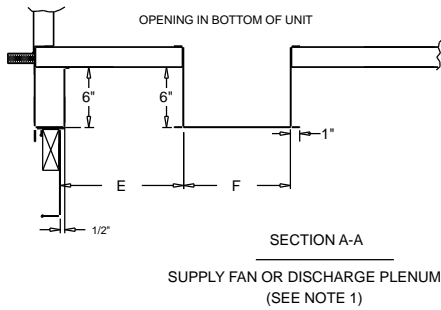 OPENING IN BOTTOM OF UNIT
6"
6"
1"
E
F
1/2"
SECTION A-A
SUPPLY FAN OR DISCHARGE PLENUM
(SEE NOTE 1)